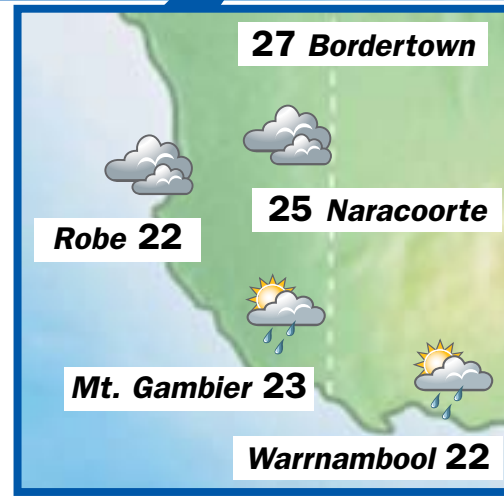 27 Bordertown
25 Naracoorte
Robe 22
Mt. Gambier 23
Warrnambool 22